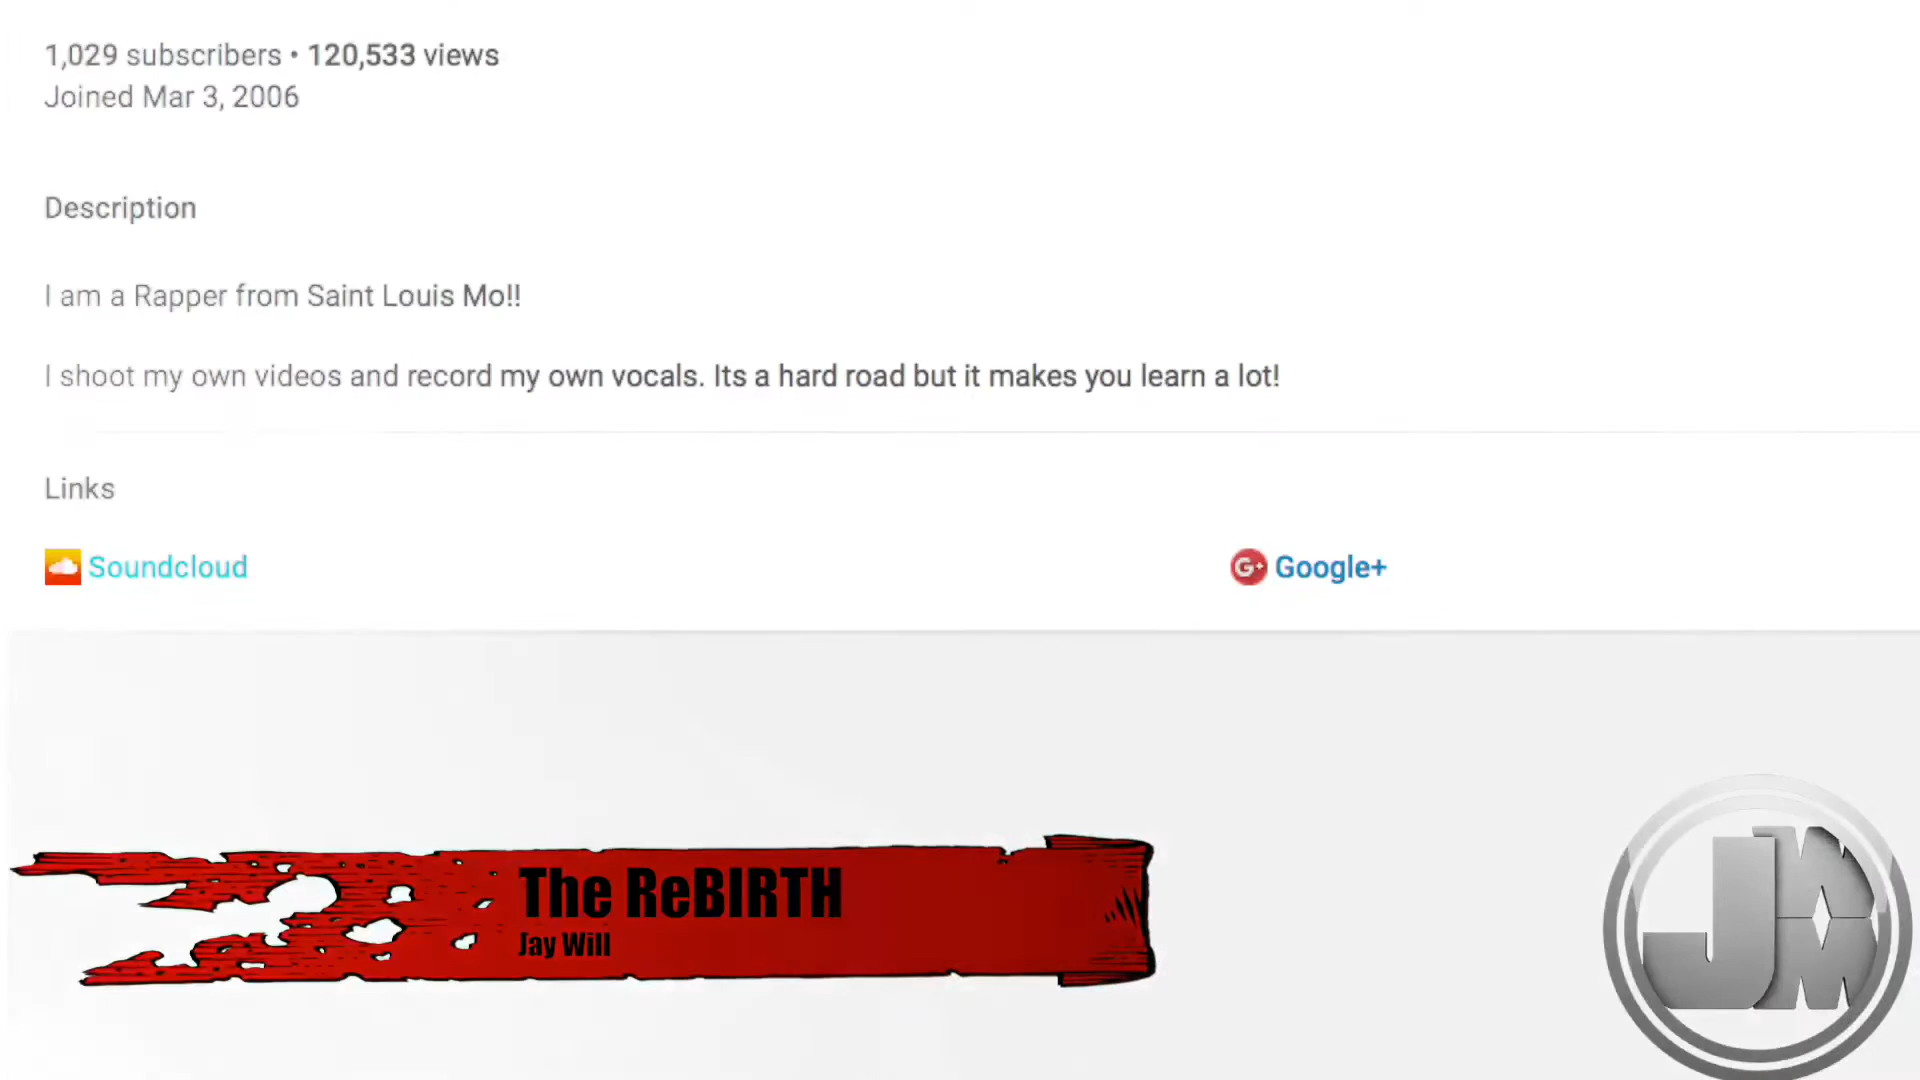 1,029 subscribers • 120,533 views
Joined Mar 3, 2006
Description
I am a Rapper from Saint Louis Mo!!
I shoot my own videos and record my own vocals. Its a hard road but it makes you learn a lot!
Links
Soundcloud
G+ Google+
The ReBIRTH
Jay Will